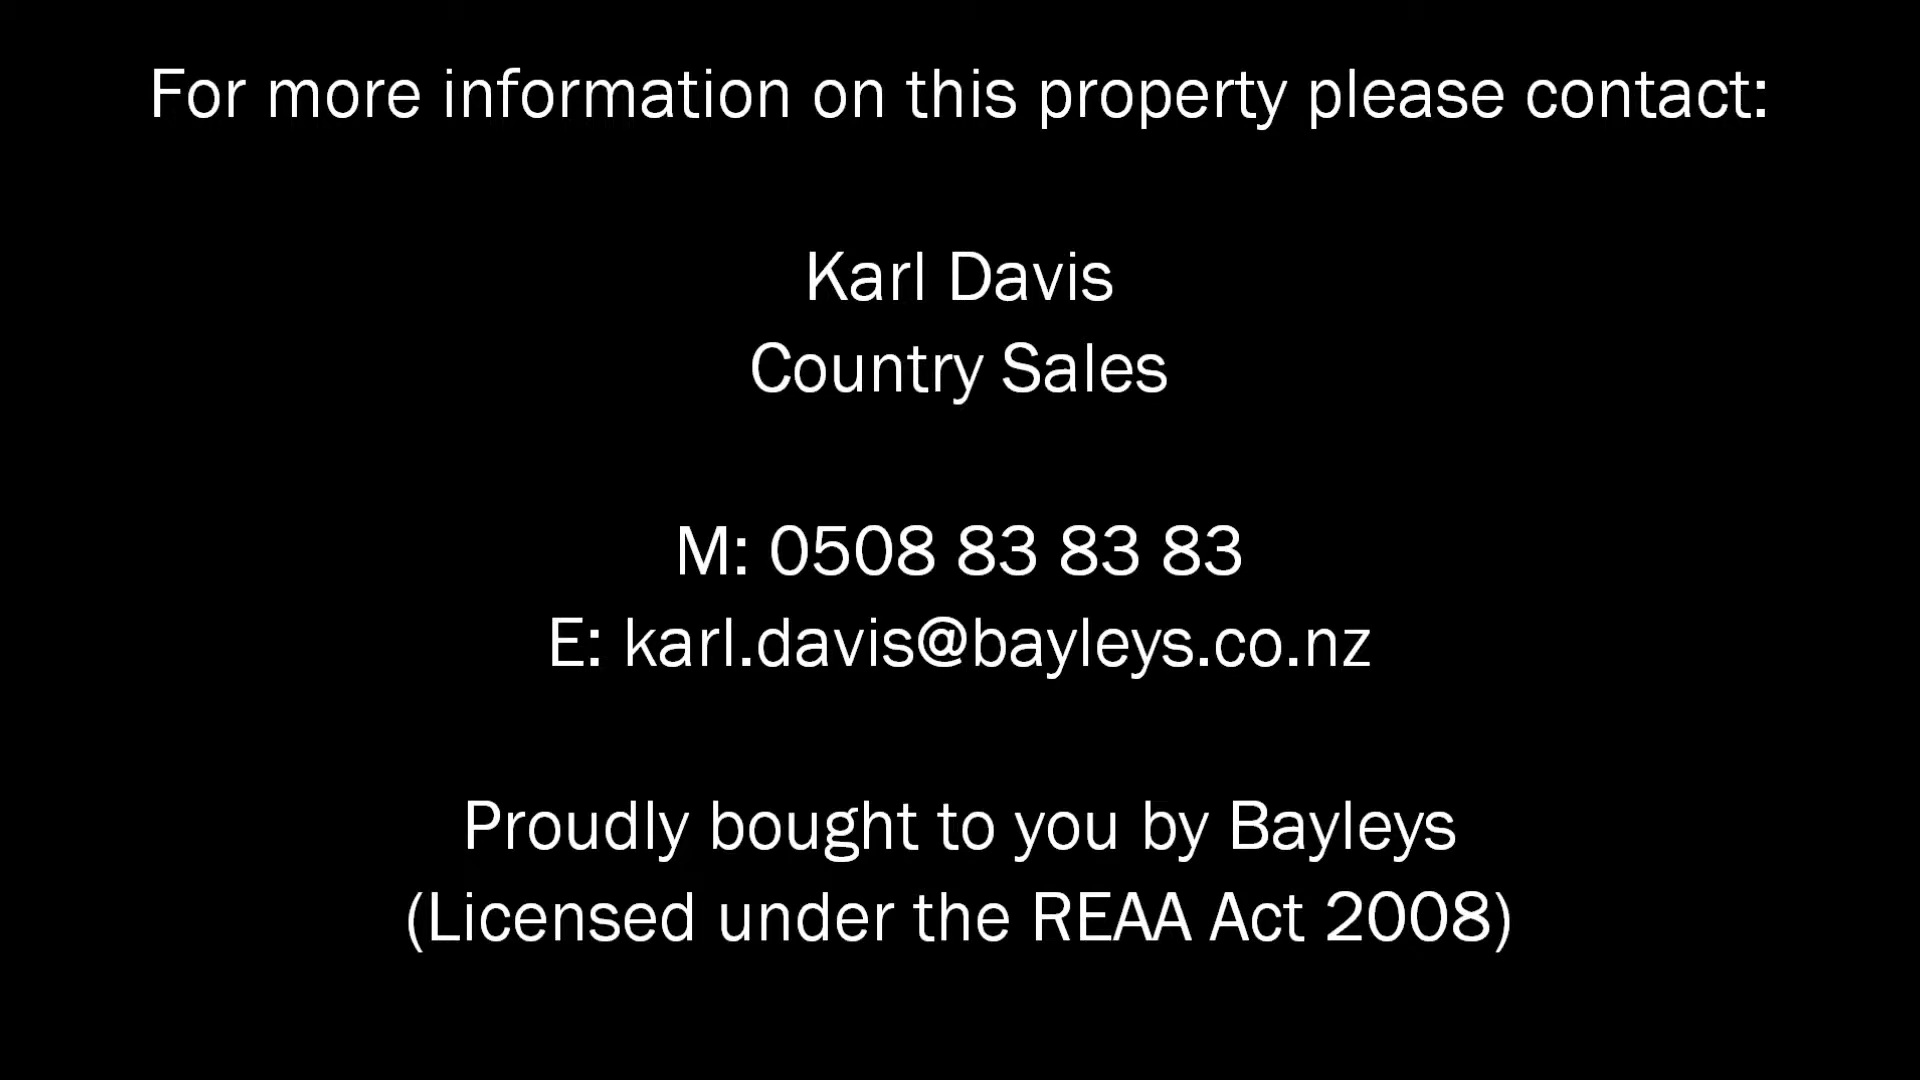 For more information on this property please contact:
Karl Davis
Country Sales
M: 0508 83 83 83
E: karl.davis@bayleys.co.nz
Proudly bought to you by Bayleys
(Licensed under the REAA Act 2008)